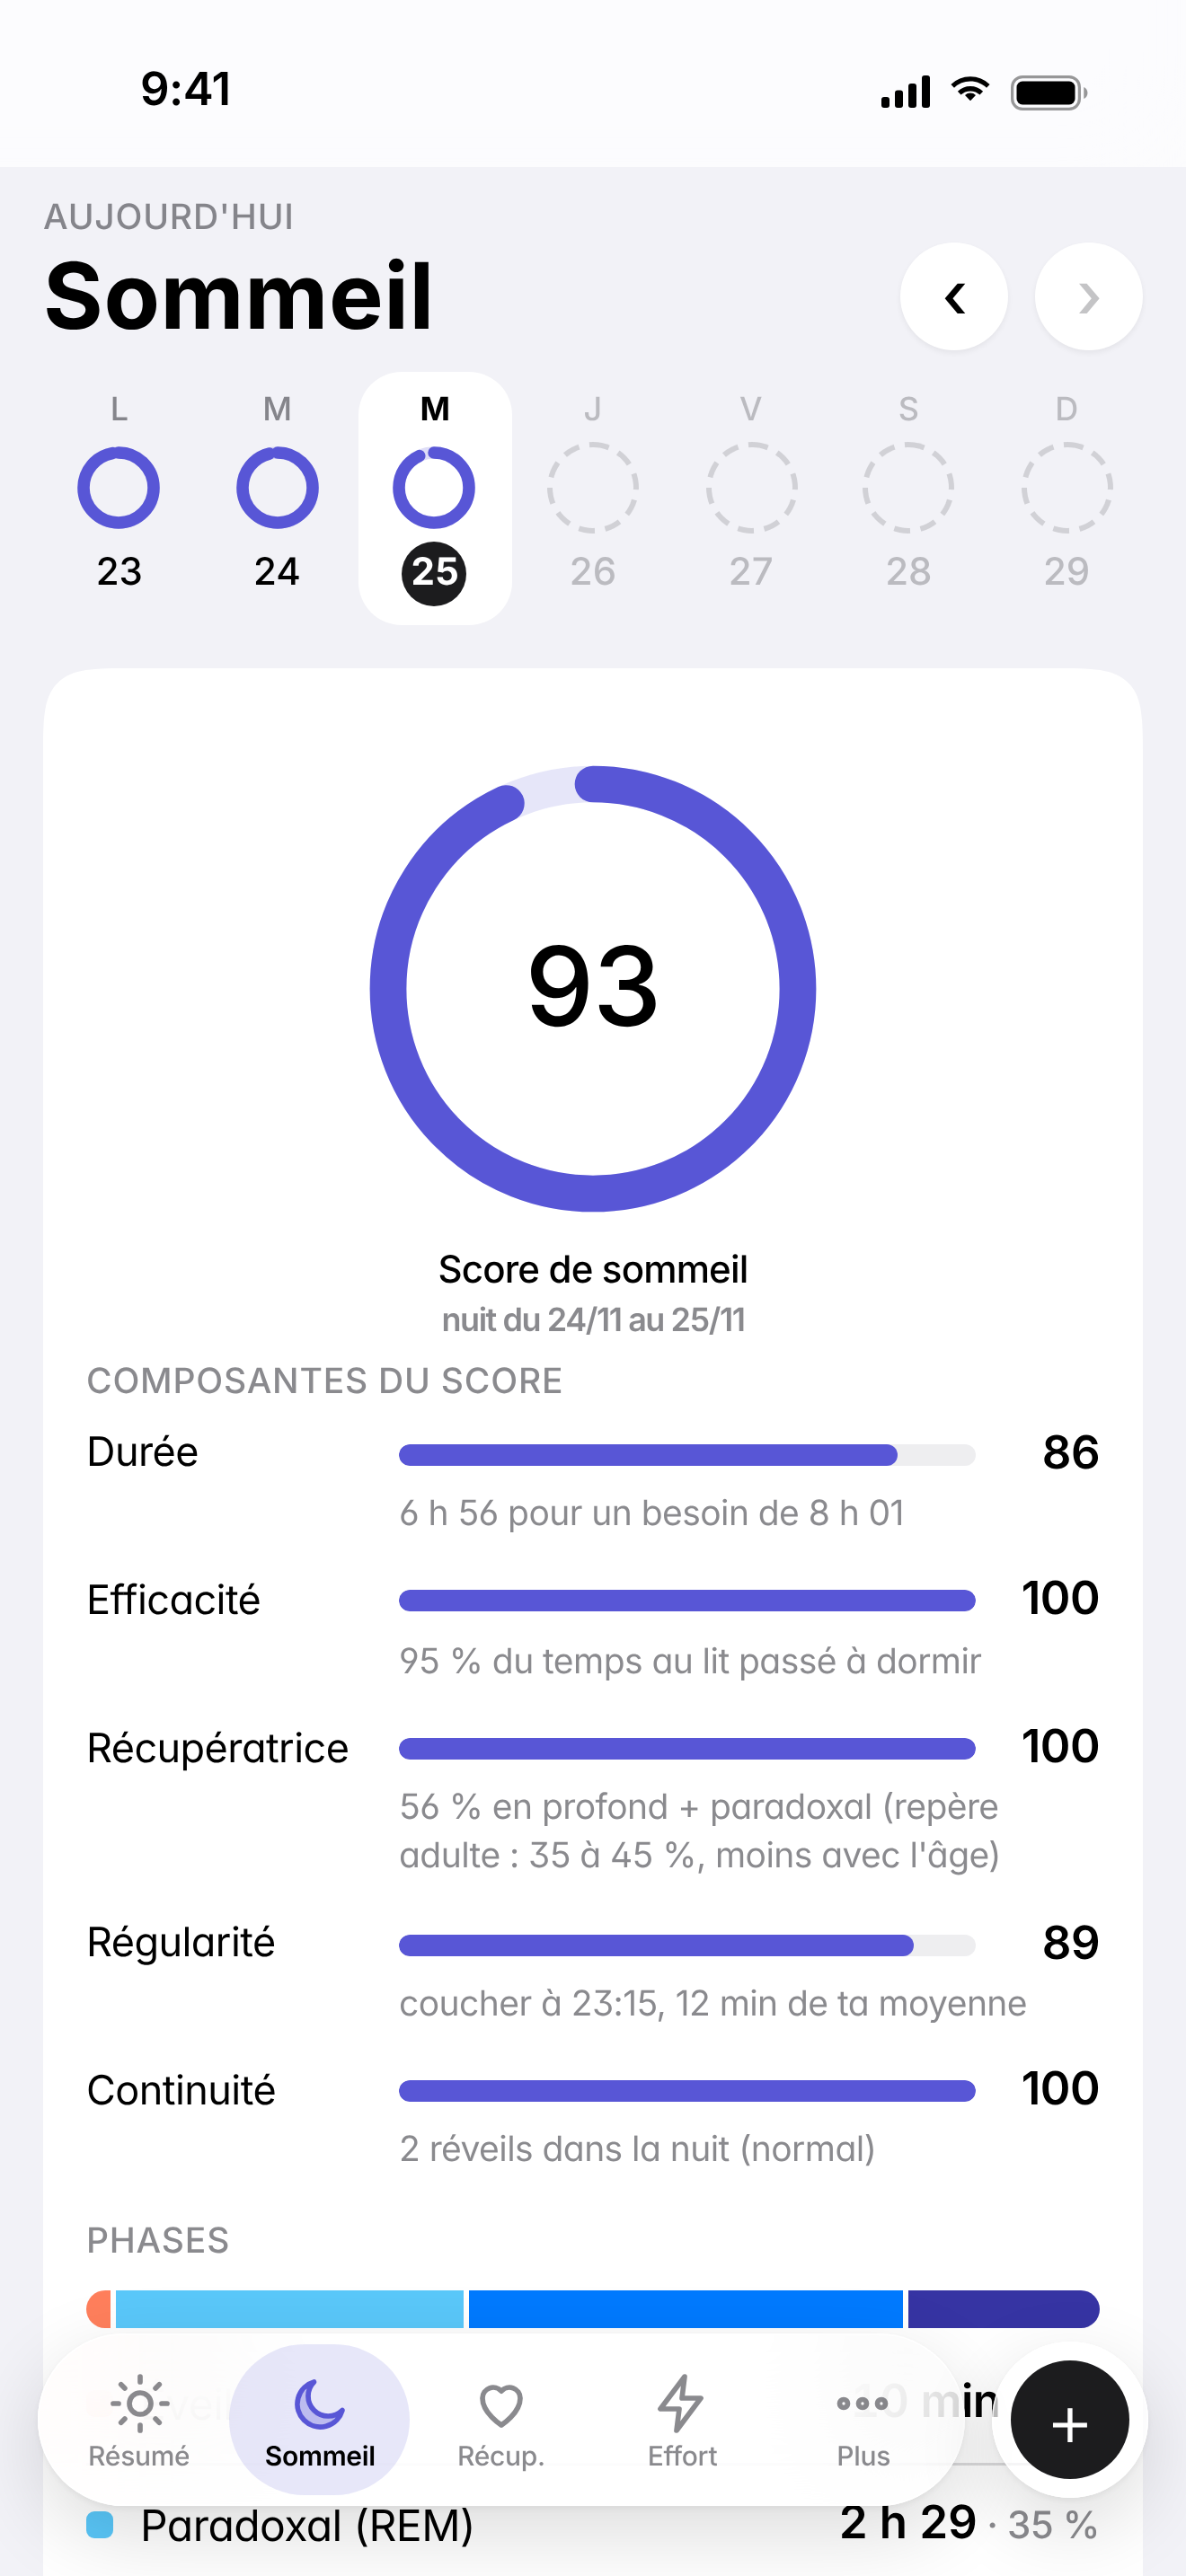 9:41
AUJOURD'HUI
Sommeil
L M M J V S D
23 24 25 26 27 28 29
93
Score de sommeil
nuit du 24/11 au 25/11
COMPOSANTES DU SCORE
Durée 86
6 h 56 pour un besoin de 8 h 01
Efficacité 100
95 % du temps au lit passé à dormir
Récupératrice 100
56 % en profond + paradoxal (repère
adulte : 35 à 45 %, moins avec l'âge)
Régularité 89
coucher à 23:15, 12 min de ta moyenne
Continuité 100
2 réveils dans la nuit (normal)
PHASES
min
Résumé Sommeil Récup. Effort Plus
Paradoxal (REM) 2 h 29 · 35 %